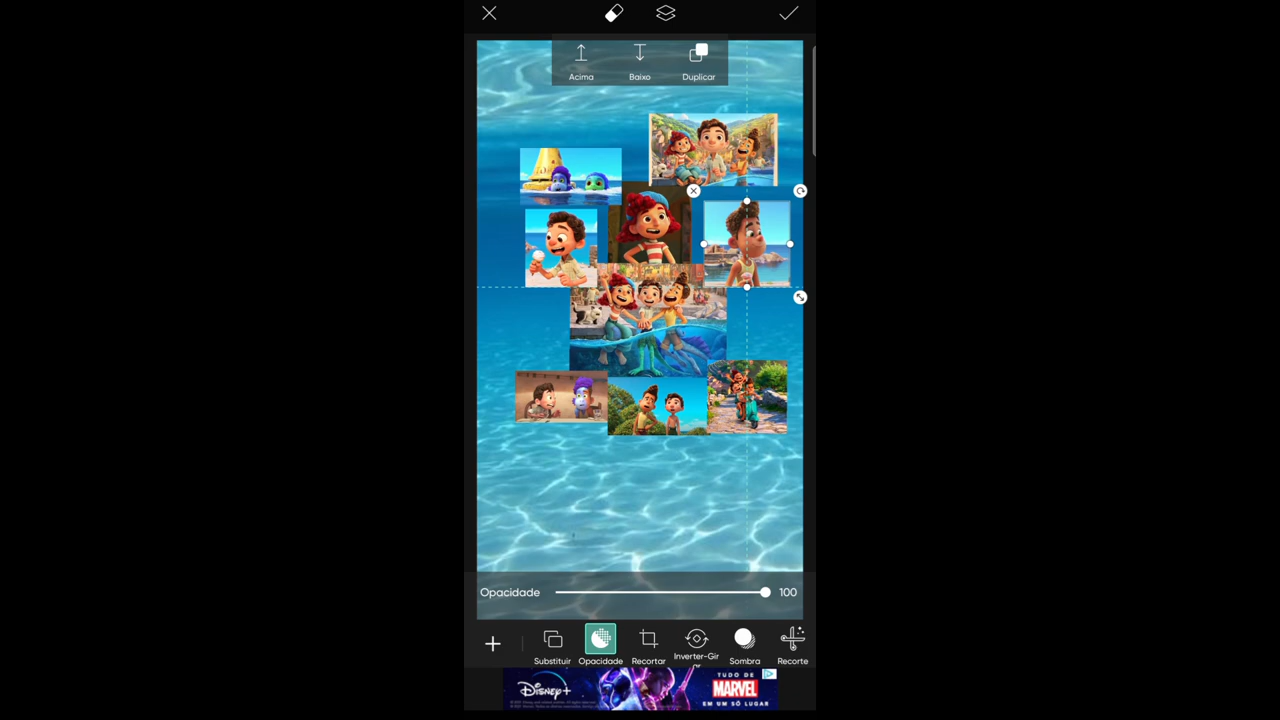 Acima Baixo Duplicar
Opacidade 100
Substituir Opacidade Recortar Inverter-Gir Sombra Recorte
or
Disney+
TUDO DE
MARVEL
EM UM SÓ LUGAR